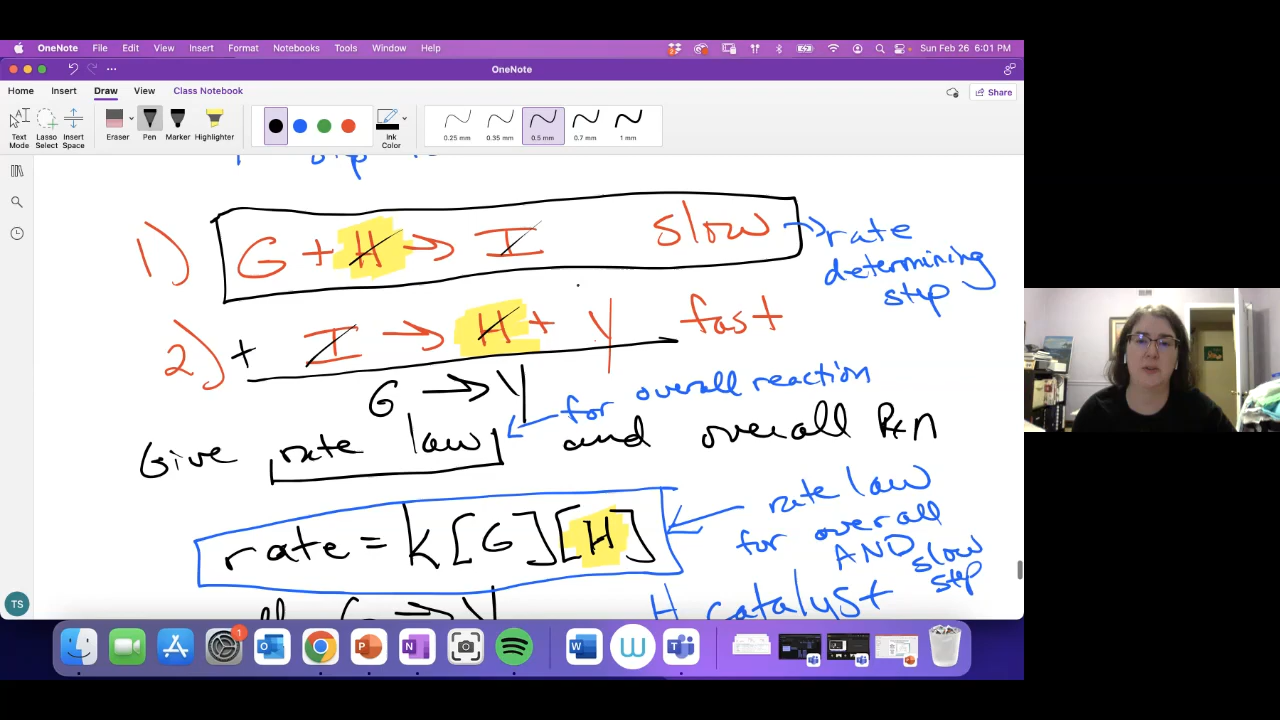 OneNote File Edit View Insert Format Notebooks Tools Window Help Sun Feb 26 6:01 PM
OneNote
Home Insert Draw View Class Notebook Share
Text Mode Lasso Select Insert Space Eraser Pen Marker Highlighter Ink Color 0.25 mm 0.35 mm 0.5 mm 0.7 mm 1 mm
step
1) G + H → I slow → rate
determining
step
2) + I → H + Y fast
G → Y
for overall reaction
Give rate law and overall Rxn
rate = k[G][H]
rate law
for overall
AND slow
step
G → Y
H catalyst
TS
1
W